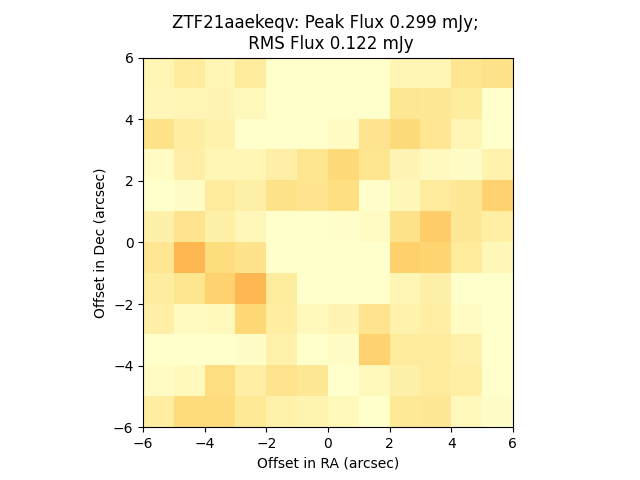 ZTF21aaekeqv: Peak Flux 0.299 mJy;
RMS Flux 0.122 mJy
6
4
2
0
−2
−4
−6
Offset in Dec (arcsec)
−6 −4 −2 0 2 4 6
Offset in RA (arcsec)